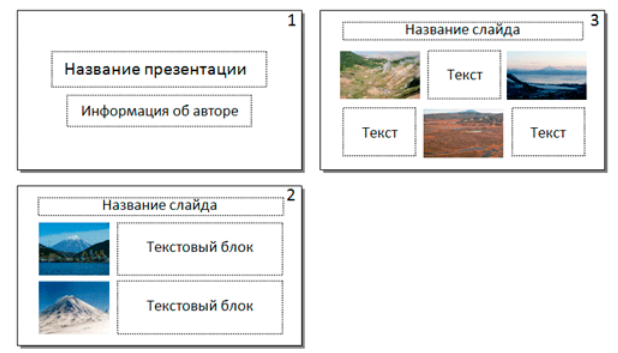 1
Название презентации
Информация об авторе
2
Название слайда
Текстовый блок
Текстовый блок
3
Название слайда
Текст
Текст
Текст